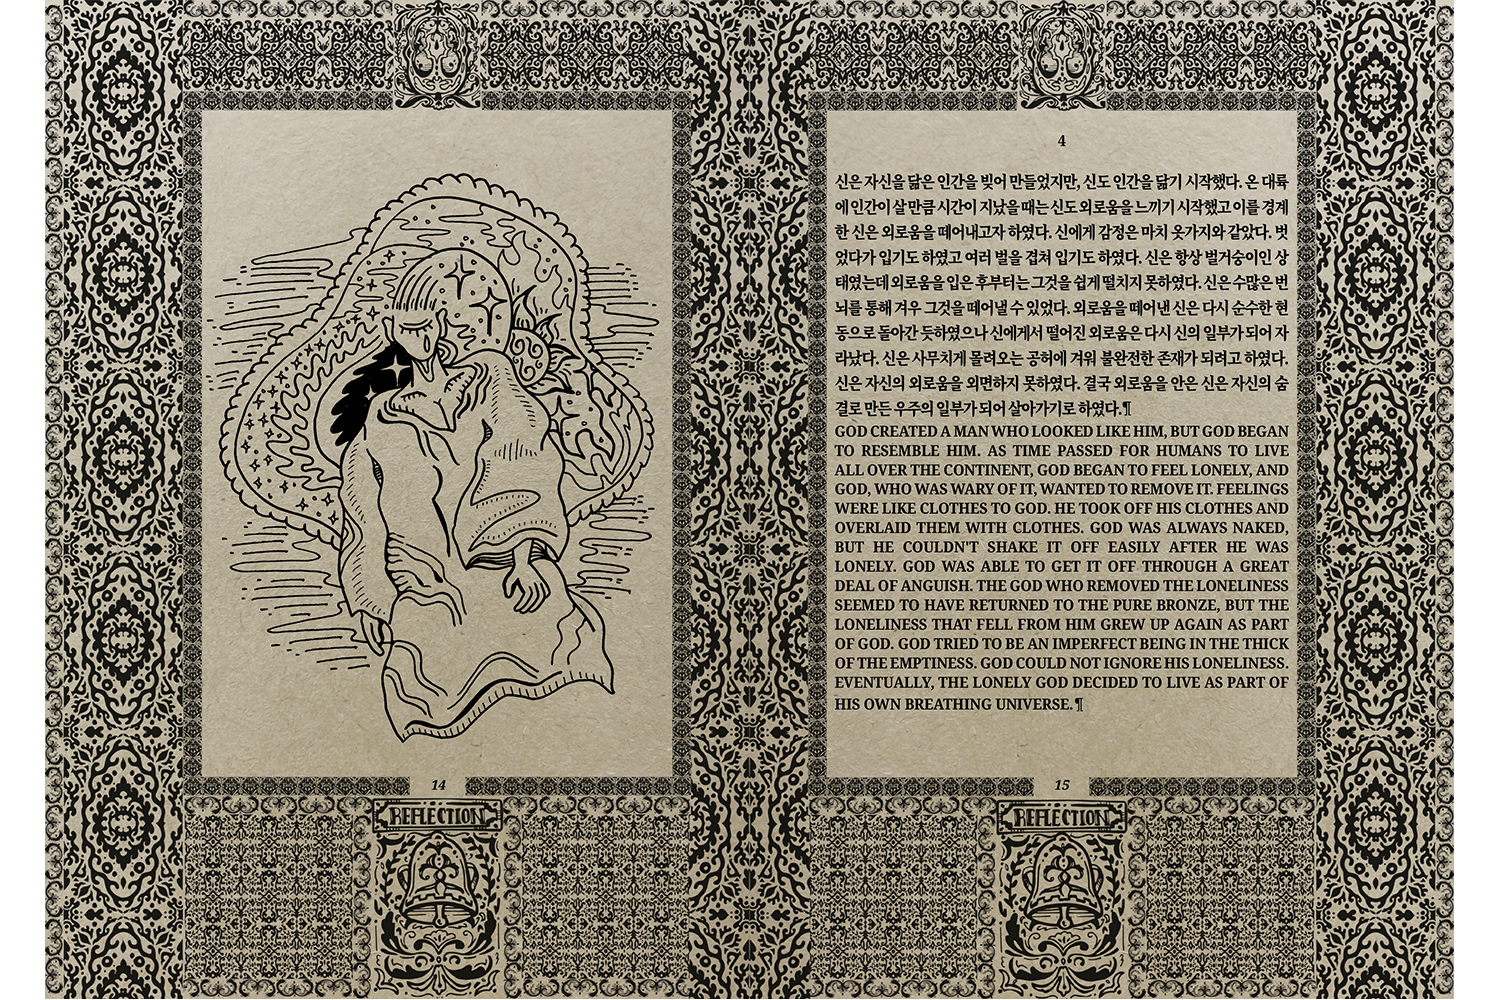 14
REFLECTION
4
신은 자신을 닮은 인간을 빚어 만들었지만, 신도 인간을 닮기 시작했다. 온 대륙
에 인간이 살 만큼 시간이 지났을 때는 신도 외로움을 느끼기 시작했고 이를 경계
한 신은 외로움을 떼어내고자 하였다. 신에게 감정은 마치 옷가지와 같았다. 벗
었다가 입기도 하였고 여러 벌을 겹쳐 입기도 하였다. 신은 항상 벌거숭이인 상
태였는데 외로움을 입은 후부터는 그것을 쉽게 떨치지 못하였다. 신은 수많은 번
뇌를 통해 겨우 그것을 떼어낼 수 있었다. 외로움을 떼어낸 신은 다시 순수한 현
동으로 돌아간 듯하였으나 신에게서 떨어진 외로움은 다시 신의 일부가 되어 자
라났다. 신은 사무치게 몰려오는 공허에 겨워 불완전한 존재가 되려고 하였다.
신은 자신의 외로움을 외면하지 못하였다. 결국 외로움을 안은 신은 자신의 숨
결로 만든 우주의 일부가 되어 살아가기로 하였다.¶
GOD CREATED A MAN WHO LOOKED LIKE HIM, BUT GOD BEGAN
TO RESEMBLE HIM. AS TIME PASSED FOR HUMANS TO LIVE
ALL OVER THE CONTINENT, GOD BEGAN TO FEEL LONELY, AND
GOD, WHO WAS WARY OF IT, WANTED TO REMOVE IT. FEELINGS
WERE LIKE CLOTHES TO GOD. HE TOOK OFF HIS CLOTHES AND
OVERLAID THEM WITH CLOTHES. GOD WAS ALWAYS NAKED,
BUT HE COULDN'T SHAKE IT OFF EASILY AFTER HE WAS
LONELY. GOD WAS ABLE TO GET IT OFF THROUGH A GREAT
DEAL OF ANGUISH. THE GOD WHO REMOVED THE LONELINESS
SEEMED TO HAVE RETURNED TO THE PURE BRONZE, BUT THE
LONELINESS THAT FELL FROM HIM GREW UP AGAIN AS PART
OF GOD. GOD TRIED TO BE AN IMPERFECT BEING IN THE THICK
OF THE EMPTINESS. GOD COULD NOT IGNORE HIS LONELINESS.
EVENTUALLY, THE LONELY GOD DECIDED TO LIVE AS PART OF
HIS OWN BREATHING UNIVERSE.¶
15
REFLECTION